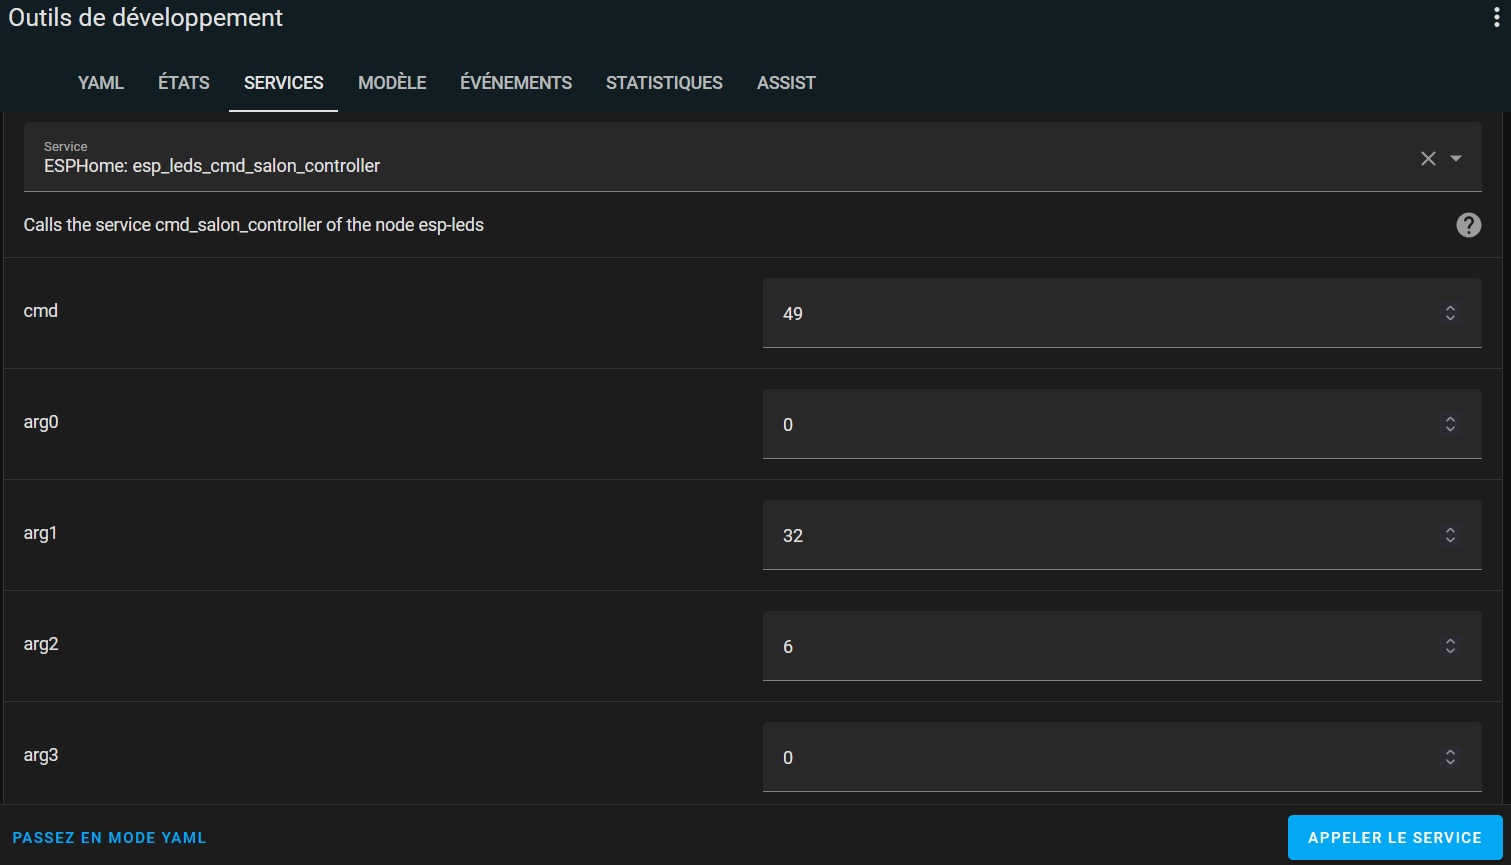 Outils de développement
YAML ÉTATS SERVICES MODÈLE ÉVÉNEMENTS STATISTIQUES ASSIST
Service
ESPHome: esp_leds_cmd_salon_controller
Calls the service cmd_salon_controller of the node esp-leds
cmd 49
arg0 0
arg1 32
arg2 6
arg3 0
PASSEZ EN MODE YAML APPELER LE SERVICE